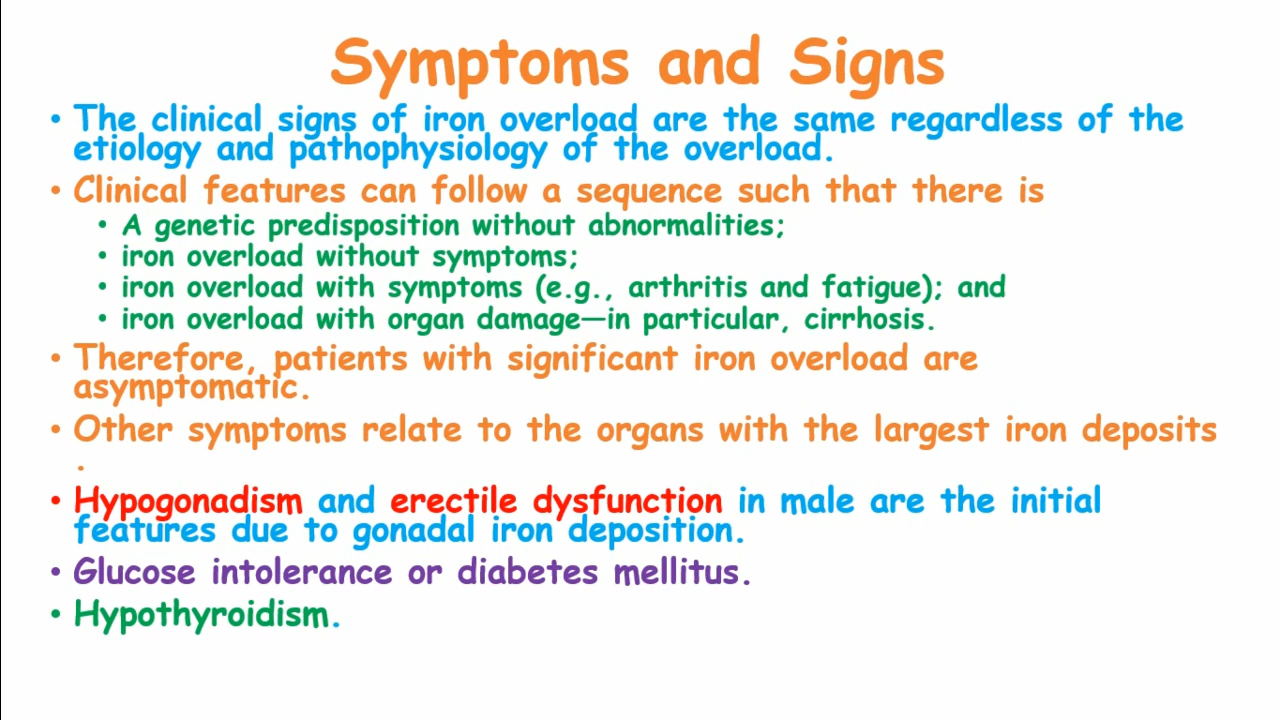 Symptoms and Signs
• The clinical signs of iron overload are the same regardless of the
etiology and pathophysiology of the overload.
• Clinical features can follow a sequence such that there is
• A genetic predisposition without abnormalities;
• iron overload without symptoms;
• iron overload with symptoms (e.g., arthritis and fatigue); and
• iron overload with organ damage—in particular, cirrhosis.
• Therefore, patients with significant iron overload are
asymptomatic.
• Other symptoms relate to the organs with the largest iron deposits
.
• Hypogonadism and erectile dysfunction in male are the initial
features due to gonadal iron deposition.
• Glucose intolerance or diabetes mellitus.
• Hypothyroidism.